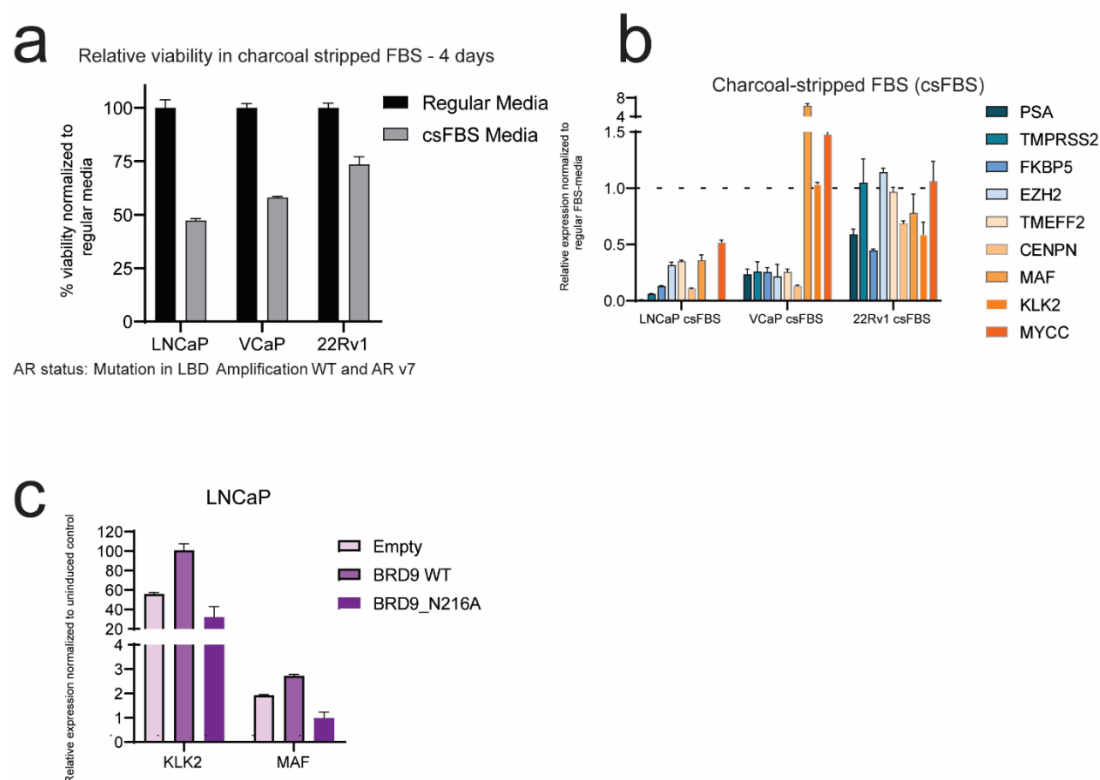 a
Relative viability in charcoal stripped FBS - 4 days
% viability normalized to
regular media
100
75
50
25
0
LNCaP
VCaP
22Rv1
Regular Media
csFBS Media
AR status: Mutation in LBD Amplification WT and AR v7
b
Charcoal-stripped FBS (csFBS)
Relative expression normalized to
regular FBS-media
8
4
1.5
1.0
0.5
0.0
LNCaP csFBS
VCaP csFBS
22Rv1 csFBS
PSA
TMPRSS2
FKBP5
EZH2
TMEFF2
CENPN
MAF
KLK2
MYCC
c
LNCaP
Relative expression normalized to uninduced control
120
100
80
60
40
20
4
3
2
1
0
KLK2
MAF
Empty
BRD9 WT
BRD9_N216A